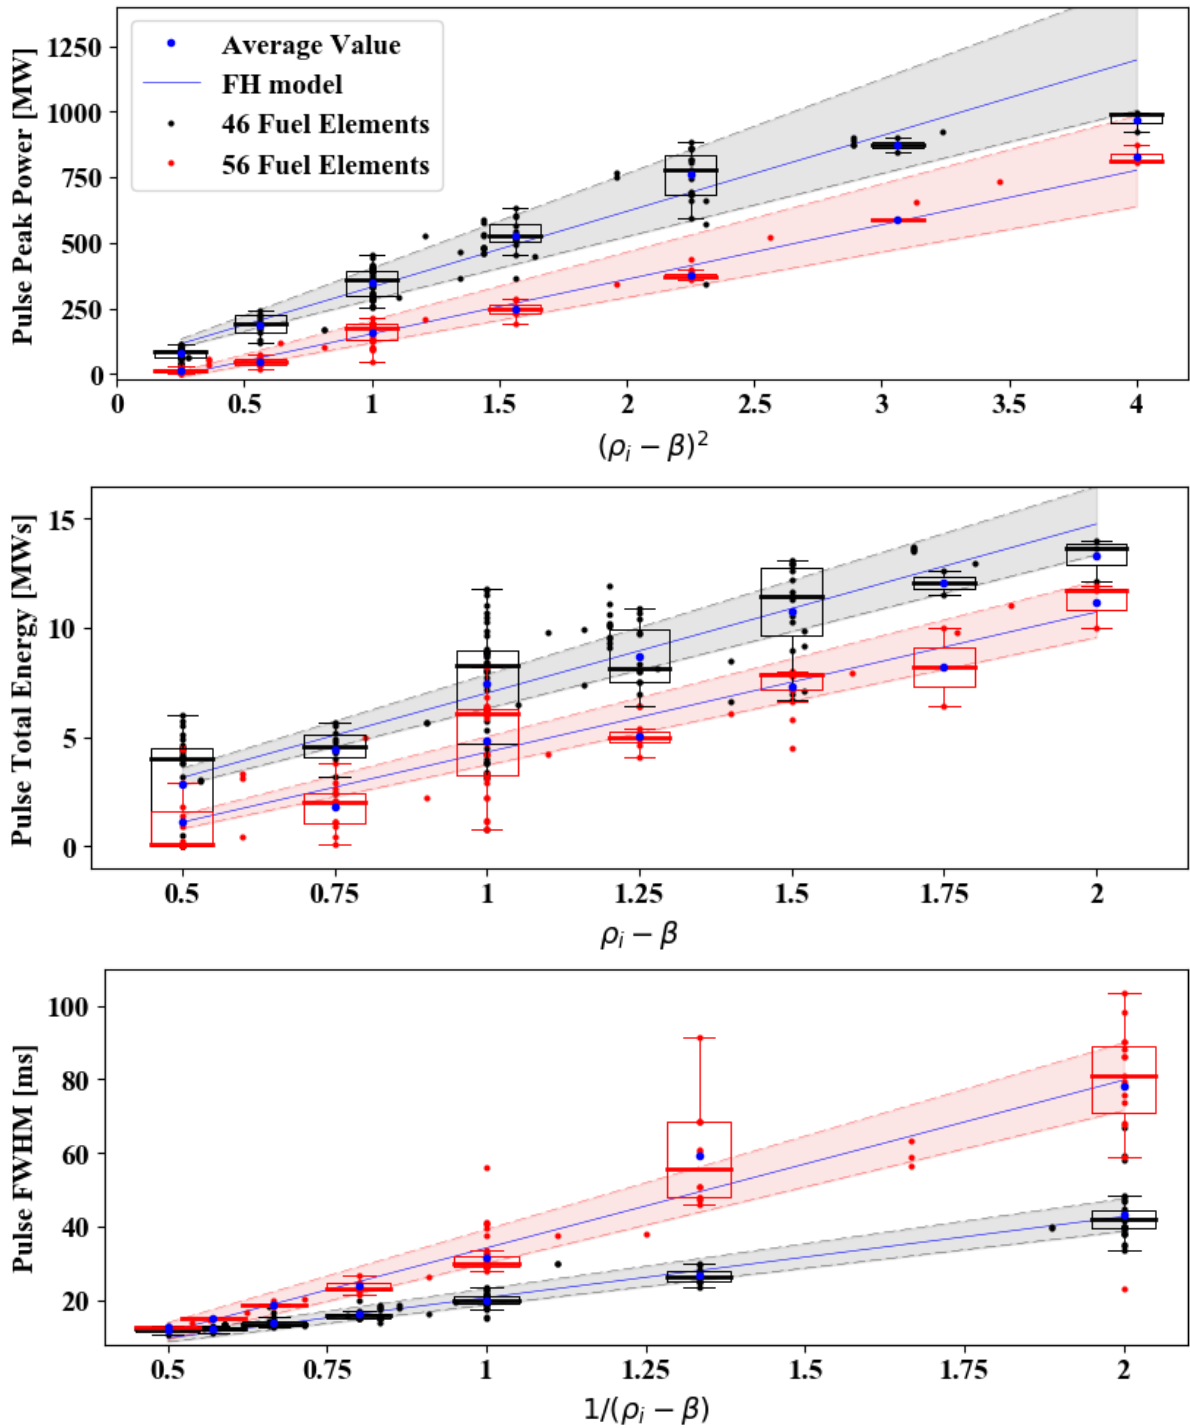 Pulse Peak Power [MW]
1250
1000
750
500
250
0
Average Value
FH model
46 Fuel Elements
56 Fuel Elements
0 0.5 1 1.5 2 2.5 3 3.5 4
(ρᵢ − β)²
Pulse Total Energy [MWs]
15
10
5
0
0.5 0.75 1 1.25 1.5 1.75 2
ρᵢ − β
Pulse FWHM [ms]
100
80
60
40
20
0.5 0.75 1 1.25 1.5 1.75 2
1/(ρᵢ − β)